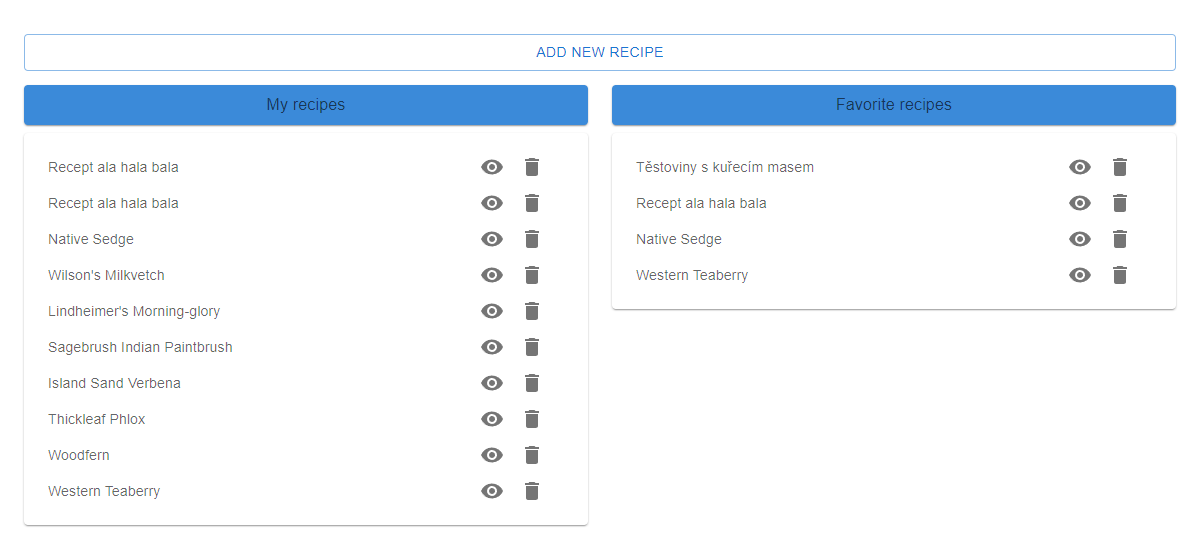 ADD NEW RECIPE
My recipes
Recept ala hala bala
Recept ala hala bala
Native Sedge
Wilson's Milkvetch
Lindheimer's Morning-glory
Sagebrush Indian Paintbrush
Island Sand Verbena
Thickleaf Phlox
Woodfern
Western Teaberry
Favorite recipes
Těstoviny s kuřecím masem
Recept ala hala bala
Native Sedge
Western Teaberry